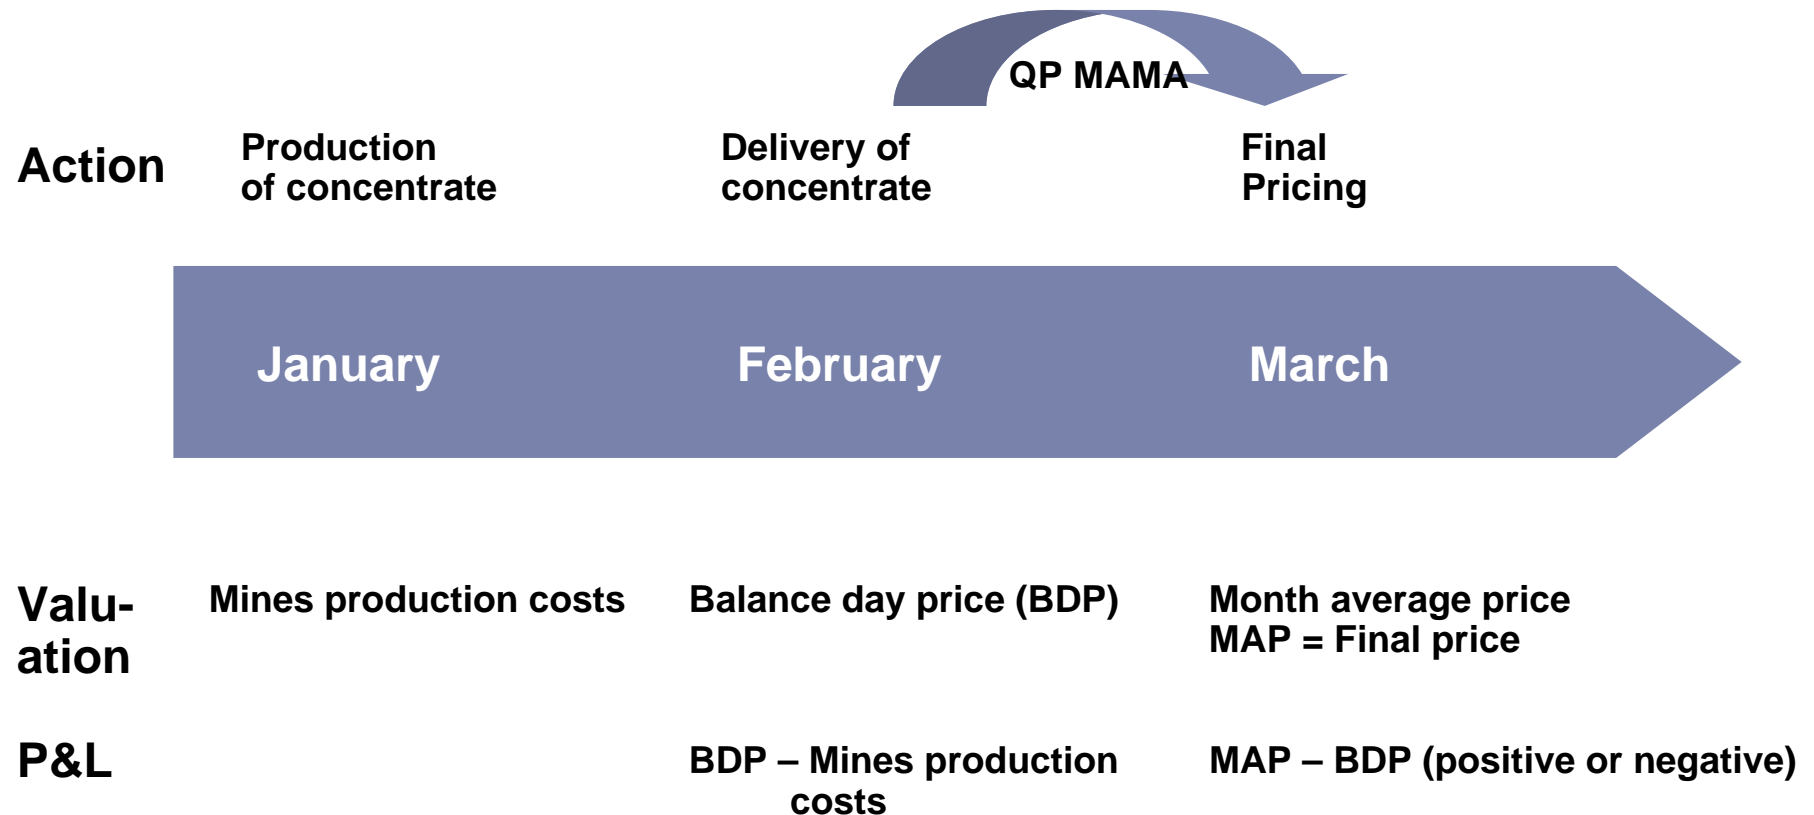 QP MAMA
Action
Production
of concentrate
Delivery of
concentrate
Final
Pricing
January
February
March
Valu-
ation
Mines production costs
Balance day price (BDP)
Month average price
MAP = Final price
P&L
BDP – Mines production
costs
MAP – BDP (positive or negative)